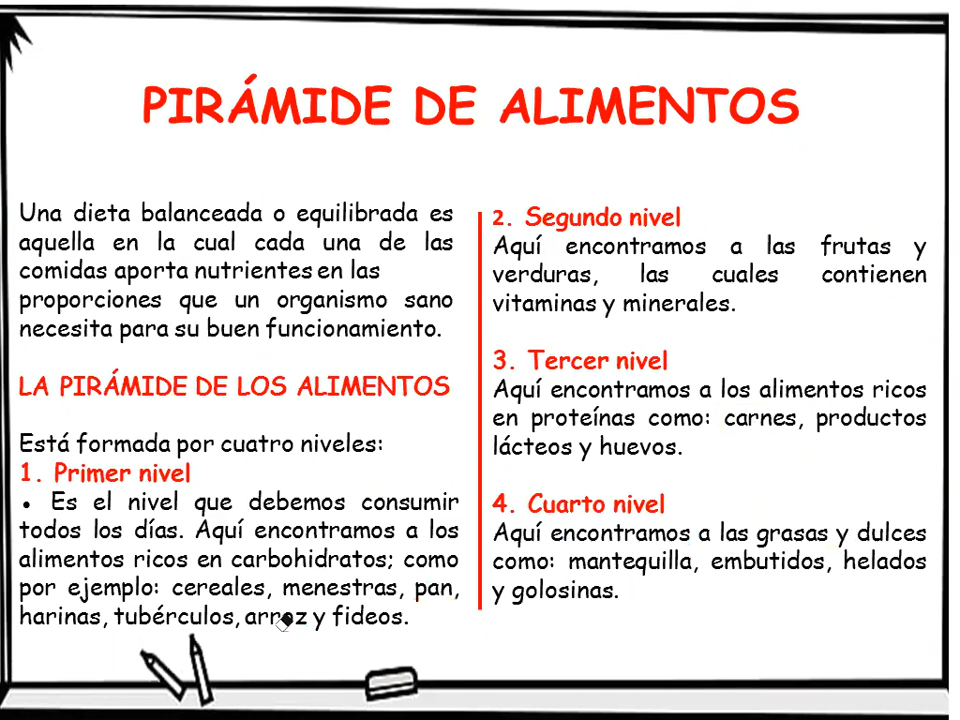 PIRÁMIDE DE ALIMENTOS
Una dieta balanceada o equilibrada es
aquella en la cual cada una de las
comidas aporta nutrientes en las
proporciones que un organismo sano
necesita para su buen funcionamiento.
LA PIRÁMIDE DE LOS ALIMENTOS
Está formada por cuatro niveles:
1. Primer nivel
• Es el nivel que debemos consumir
todos los días. Aquí encontramos a los
alimentos ricos en carbohidratos; como
por ejemplo: cereales, menestras, pan,
harinas, tubérculos, arroz y fideos.
2. Segundo nivel
Aquí encontramos a las frutas y
verduras, las cuales contienen
vitaminas y minerales.
3. Tercer nivel
Aquí encontramos a los alimentos ricos
en proteínas como: carnes, productos
lácteos y huevos.
4. Cuarto nivel
Aquí encontramos a las grasas y dulces
como: mantequilla, embutidos, helados
y golosinas.